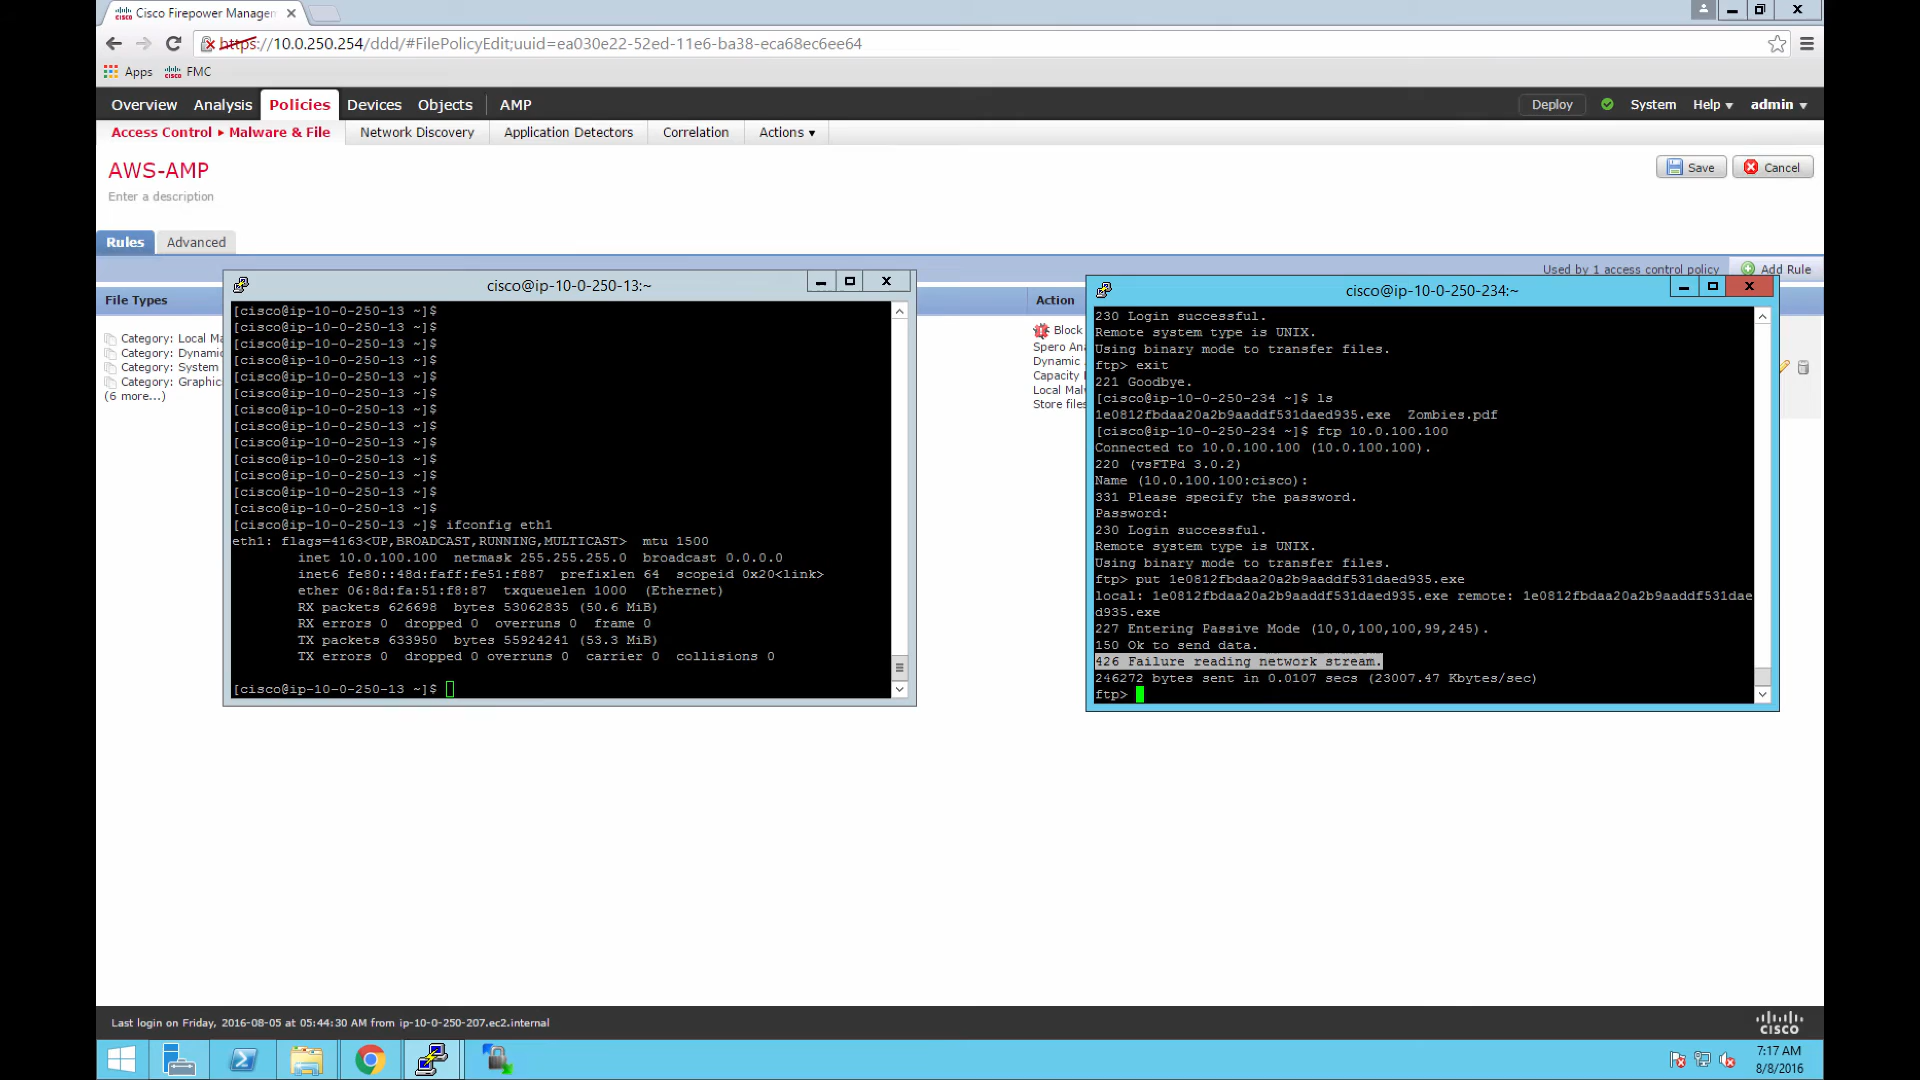 Cisco Firepower Managem
https://10.0.250.254/ddd/#FilePolicyEdit;uuid=ea030e22-52ed-11e6-ba38-eca68ec6ee64
Apps FMC
Overview Analysis Policies Devices Objects AMP Deploy System Help admin
Access Control Malware & File Network Discovery Application Detectors Correlation Actions
AWS-AMP
Save Cancel
Enter a description
Rules Advanced
Used by 1 access control policy Add Rule
File Types
Category: Local Ma
Category: Dynamic
Category: System
Category: Graphic
(6 more...)
cisco@ip-10-0-250-13:~
[cisco@ip-10-0-250-13 ~]$
[cisco@ip-10-0-250-13 ~]$
[cisco@ip-10-0-250-13 ~]$
[cisco@ip-10-0-250-13 ~]$
[cisco@ip-10-0-250-13 ~]$
[cisco@ip-10-0-250-13 ~]$
[cisco@ip-10-0-250-13 ~]$
[cisco@ip-10-0-250-13 ~]$
[cisco@ip-10-0-250-13 ~]$
[cisco@ip-10-0-250-13 ~]$
[cisco@ip-10-0-250-13 ~]$
[cisco@ip-10-0-250-13 ~]$
[cisco@ip-10-0-250-13 ~]$
[cisco@ip-10-0-250-13 ~]$ ifconfig eth1
eth1: flags=4163<UP,BROADCAST,RUNNING,MULTICAST> mtu 1500
inet 10.0.100.100 netmask 255.255.255.0 broadcast 0.0.0.0
inet6 fe80::48d:faff:fe51:f887 prefixlen 64 scopeid 0x20<link>
ether 06:8d:fa:51:f8:87 txqueuelen 1000 (Ethernet)
RX packets 626698 bytes 53062835 (50.6 MiB)
RX errors 0 dropped 0 overruns 0 frame 0
TX packets 633950 bytes 55924241 (53.3 MiB)
TX errors 0 dropped 0 overruns 0 carrier 0 collisions 0
[cisco@ip-10-0-250-13 ~]$
Action
Block
Spero Ana
Dynamic
Capacity
Local Mal
Store files
cisco@ip-10-0-250-234:~
230 Login successful.
Remote system type is UNIX.
Using binary mode to transfer files.
ftp> exit
221 Goodbye.
[cisco@ip-10-0-250-234 ~]$ ls
1e0812fbdaa20a2b9aaddf531daed935.exe Zombies.pdf
[cisco@ip-10-0-250-234 ~]$ ftp 10.0.100.100
Connected to 10.0.100.100 (10.0.100.100).
220 (vsFTPd 3.0.2)
Name (10.0.100.100:cisco):
331 Please specify the password.
Password:
230 Login successful.
Remote system type is UNIX.
Using binary mode to transfer files.
ftp> put 1e0812fbdaa20a2b9aaddf531daed935.exe
local: 1e0812fbdaa20a2b9aaddf531daed935.exe remote: 1e0812fbdaa20a2b9aaddf531dae
d935.exe
227 Entering Passive Mode (10,0,100,100,99,245).
150 Ok to send data.
426 Failure reading network stream.
246272 bytes sent in 0.0107 secs (23007.47 Kbytes/sec)
ftp>
Last login on Friday, 2016-08-05 at 05:44:30 AM from ip-10-0-250-207.ec2.internal
CISCO
7:17 AM
8/8/2016